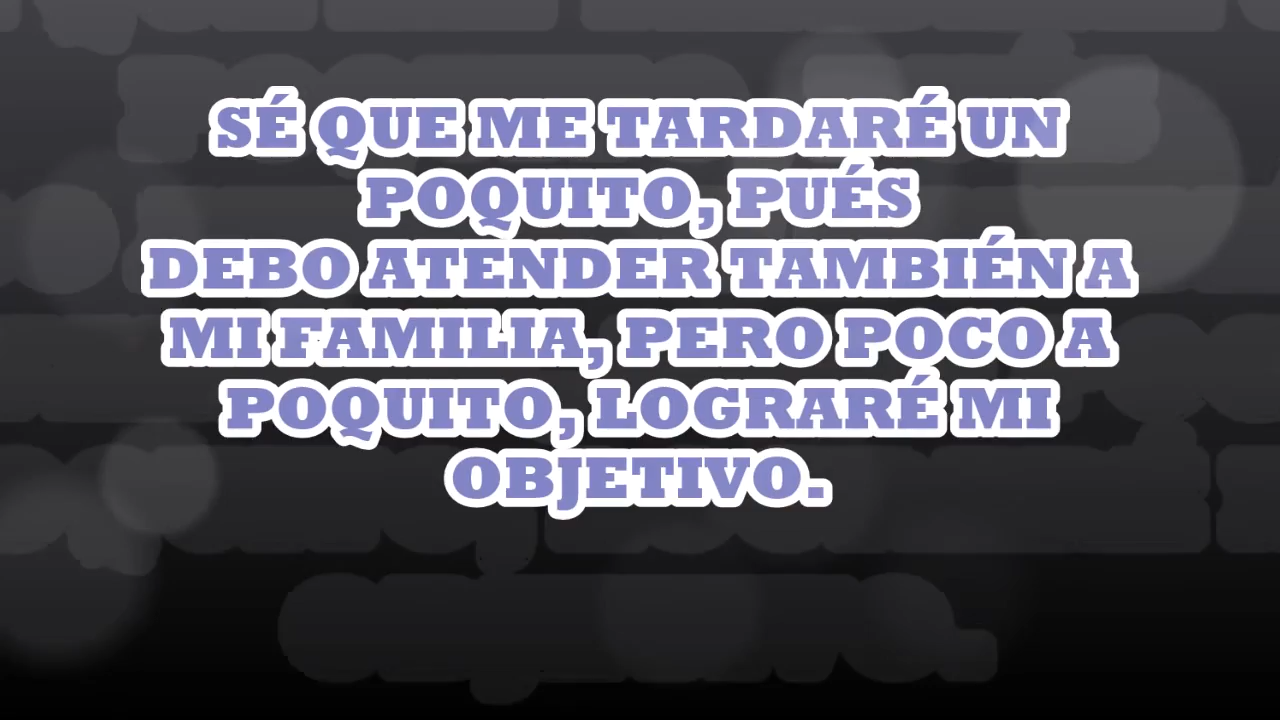 SÉ QUE ME TARDARÉ UN
POQUITO, PUÉS
DEBO ATENDER TAMBIÉN A
MI FAMILIA, PERO POCO A
POQUITO, LOGRARÉ MI
OBJETIVO.